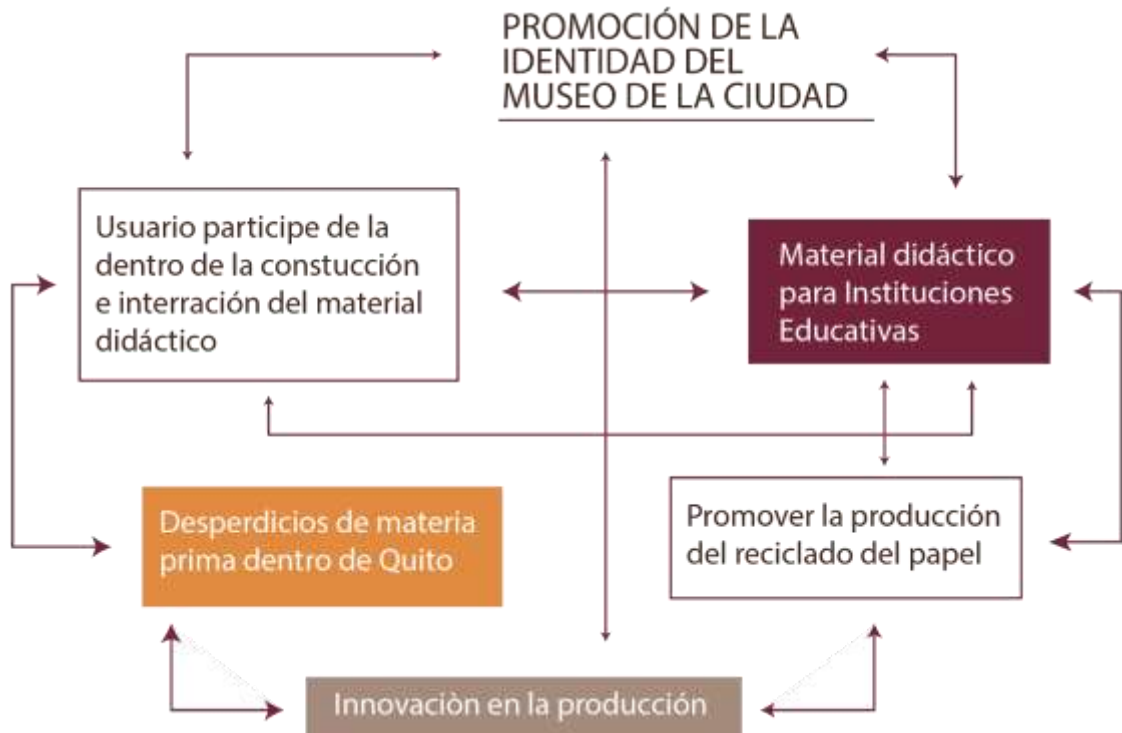 PROMOCIÓN DE LA
IDENTIDAD DEL
MUSEO DE LA CIUDAD
Usuario participe de la
dentro de la constucción
e interración del material
didáctico
Material didáctico
para Instituciones
Educativas
Desperdicios de materia
prima dentro de Quito
Promover la producción
del reciclado del papel
Innovaciòn en la producción